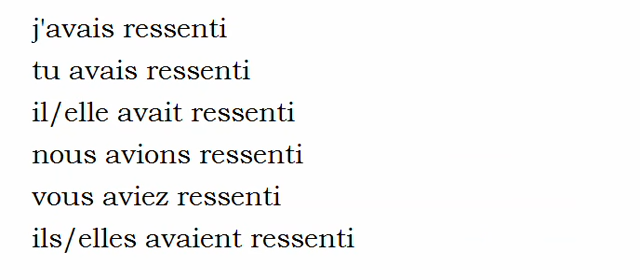 j'avais ressenti
tu avais ressenti
il/elle avait ressenti
nous avions ressenti
vous aviez ressenti
ils/elles avaient ressenti